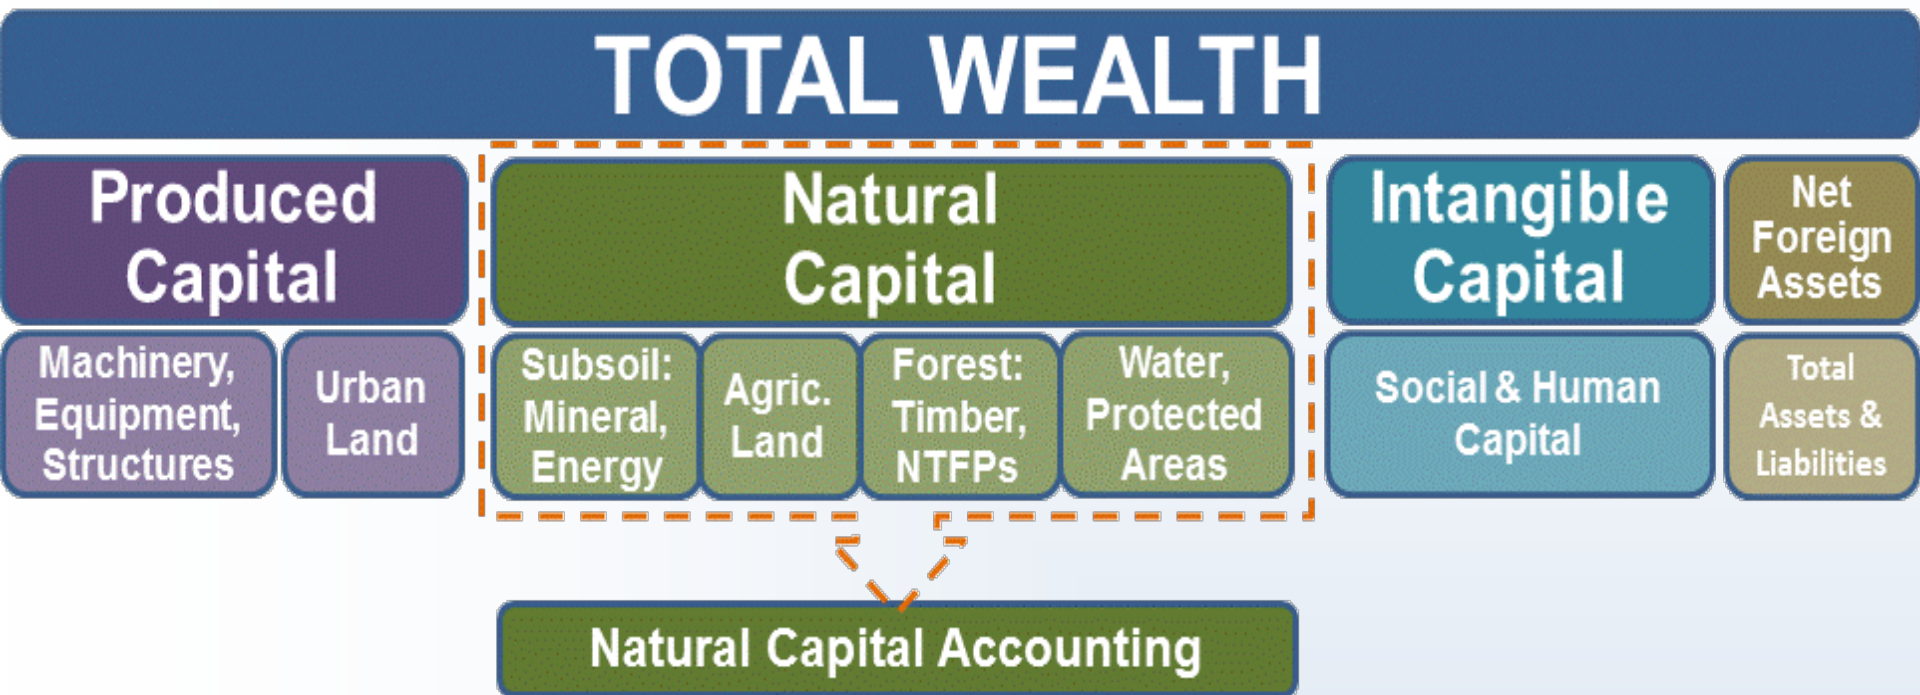 TOTAL WEALTH
Produced
Capital
Natural
Capital
Intangible
Capital
Net
Foreign
Assets
Machinery,
Equipment,
Structures
Urban
Land
Subsoil:
Mineral,
Energy
Agric.
Land
Forest:
Timber,
NTFPs
Water,
Protected
Areas
Social & Human
Capital
Total
Assets &
Liabilities
Natural Capital Accounting